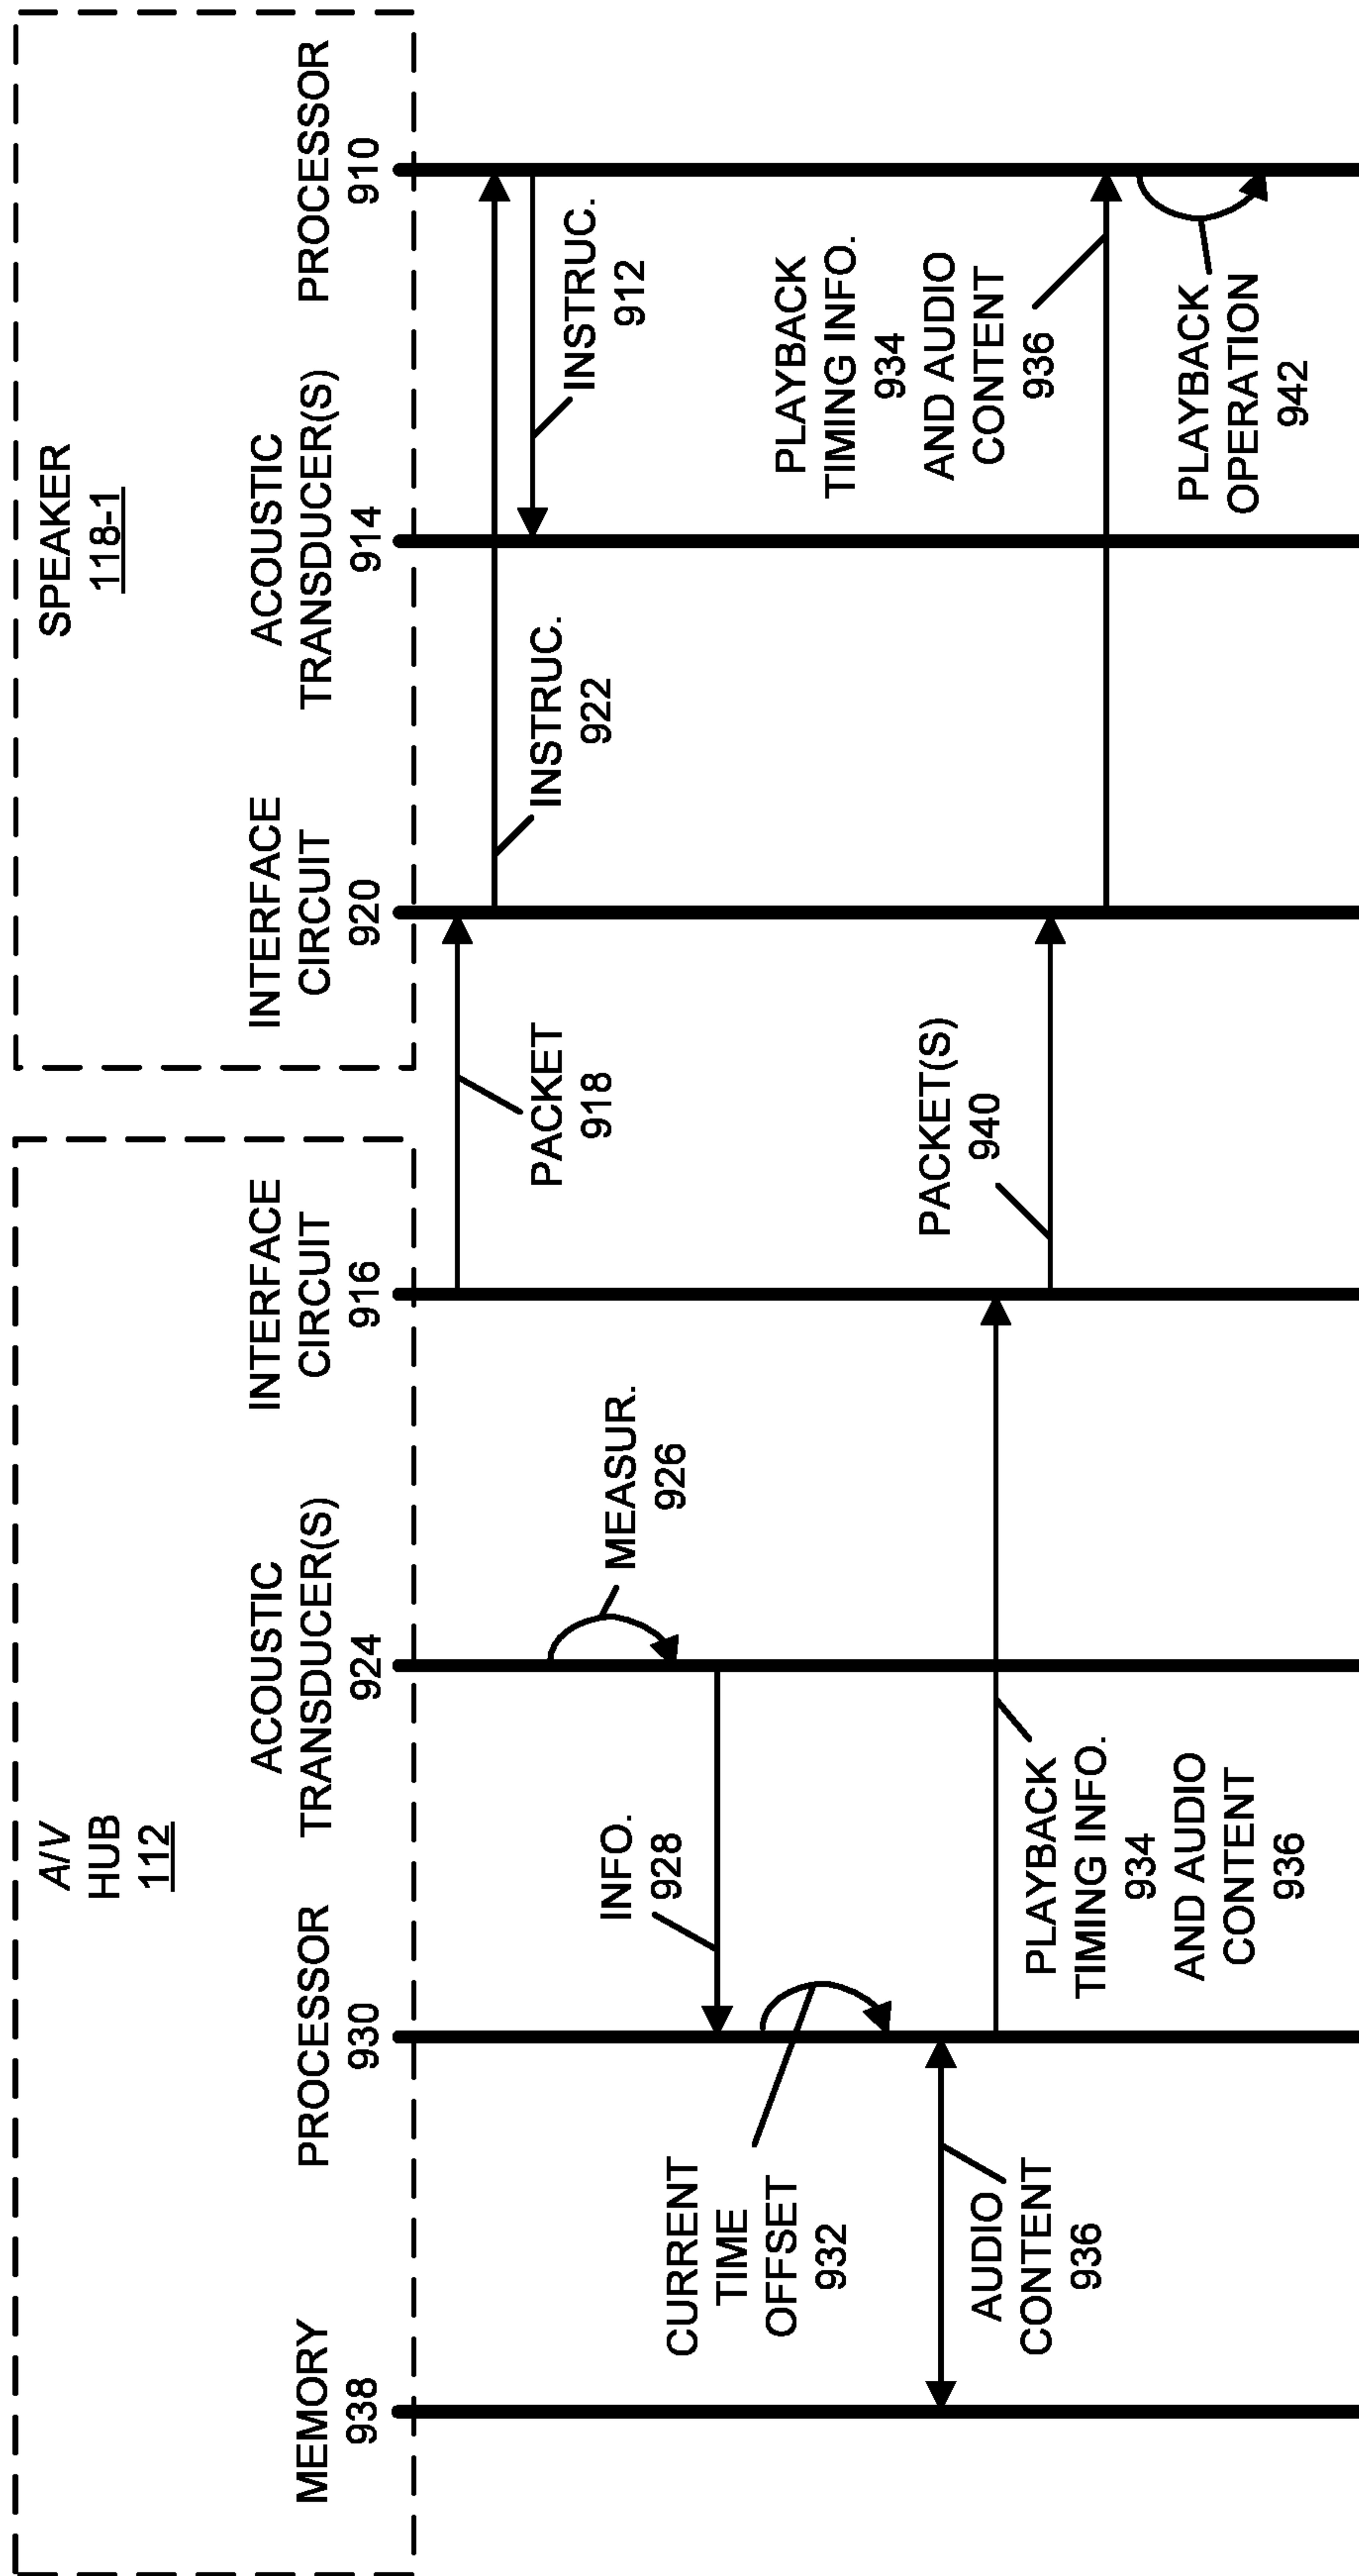 A/V
HUB
112
SPEAKER
118-1
MEMORY
938
PROCESSOR
930
ACOUSTIC
TRANSDUCER(S)
924
INTERFACE
CIRCUIT
916
INTERFACE
CIRCUIT
920
ACOUSTIC
TRANSDUCER(S)
914
PROCESSOR
910
PACKET
918
INSTRUC.
922
INSTRUC.
912
MEASUR.
926
INFO.
928
CURRENT
TIME
OFFSET
932
AUDIO
CONTENT
936
PLAYBACK
TIMING INFO.
934
AND AUDIO
CONTENT
936
PACKET(S)
940
PLAYBACK
TIMING INFO.
934
AND AUDIO
CONTENT
936
PLAYBACK
OPERATION
942